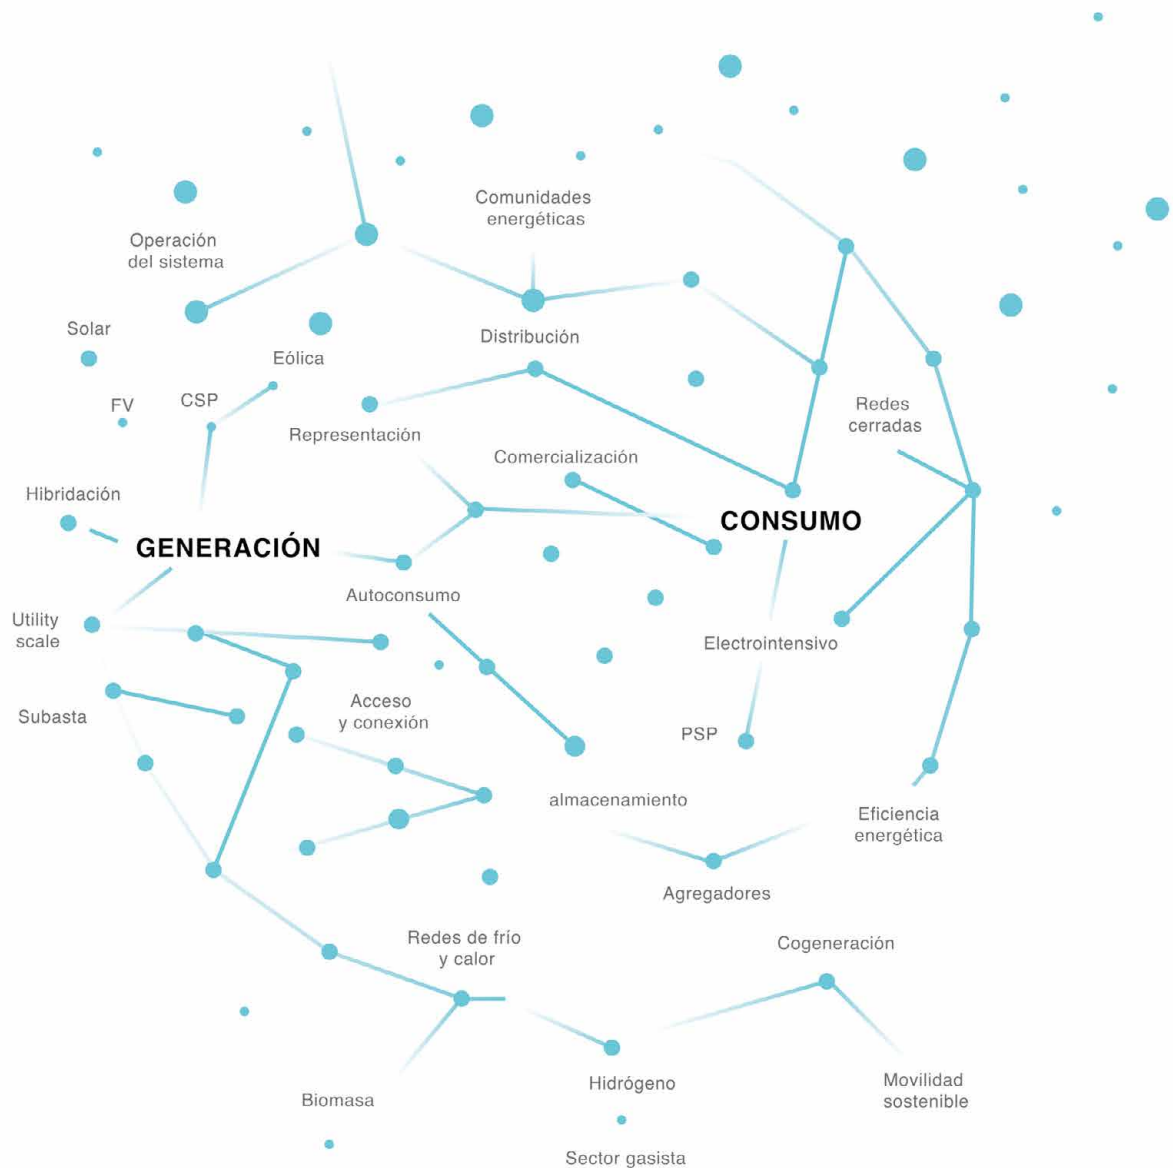 Comunidades
energéticas
Operación
del sistema
Solar
Eólica
Distribución
FV
CSP
Redes
cerradas
Representación
Comercialización
Hibridación
GENERACIÓN
CONSUMO
Autoconsumo
Utility
scale
Electrointensivo
Subasta
Acceso
y conexión
PSP
almacenamiento
Eficiencia
energética
Agregadores
Redes de frío
y calor
Cogeneración
Biomasa
Hidrógeno
Movilidad
sostenible
Sector gasista